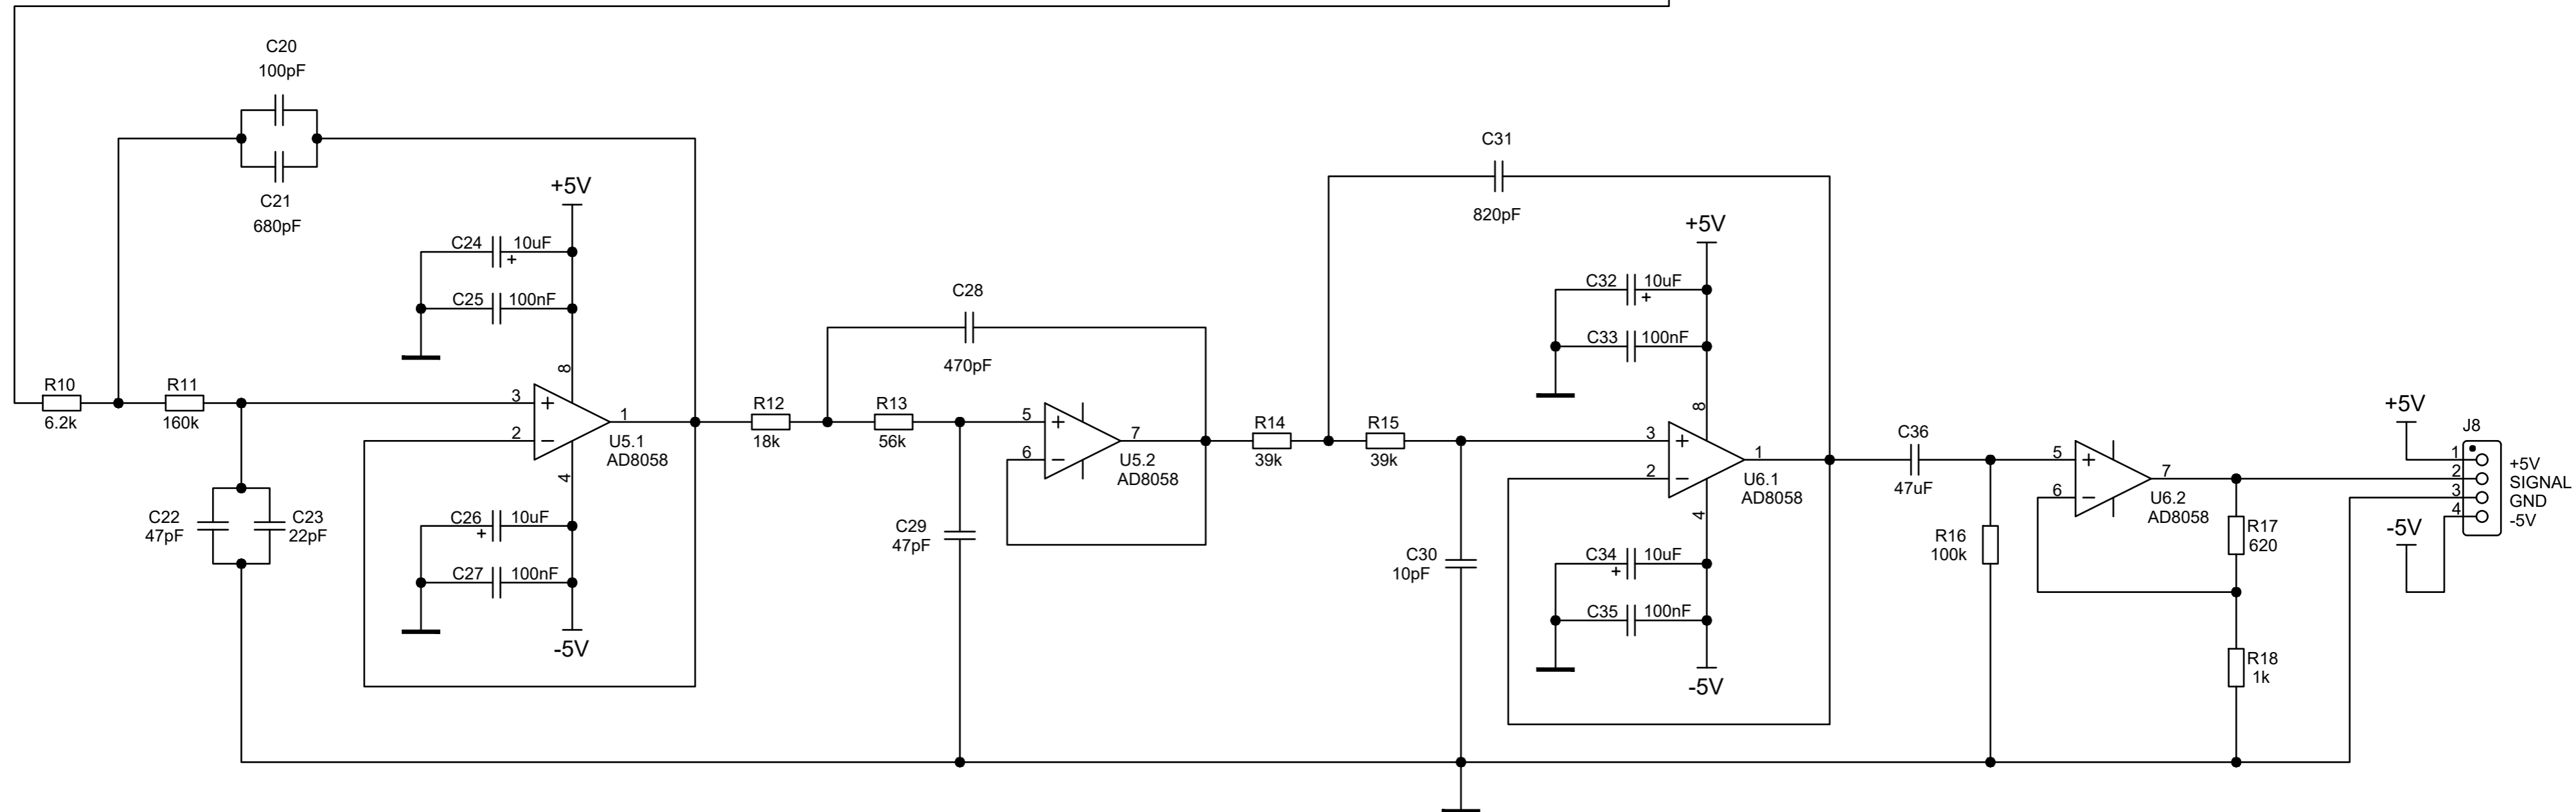 C20
100pF
C21
680pF
+5V
C24 10uF
+
C25 100nF
8
R10
6.2k
R11
160k
3
+
2
−
1
U5.1
AD8058
4
C22
47pF
C23
22pF
C26 10uF
+
C27 100nF
-5V
R12
18k
C28
470pF
R13
56k
5
+
6
−
7
U5.2
AD8058
C29
47pF
R14
39k
C31
820pF
R15
39k
+5V
C32 10uF
+
C33 100nF
8
3
+
2
−
1
U6.1
AD8058
4
C30
10pF
C34 10uF
+
C35 100nF
-5V
C36
47uF
R16
100k
5
+
6
−
7
U6.2
AD8058
R17
620
R18
1k
+5V
-5V
J8
1 +5V
2 SIGNAL
3 GND
4 -5V